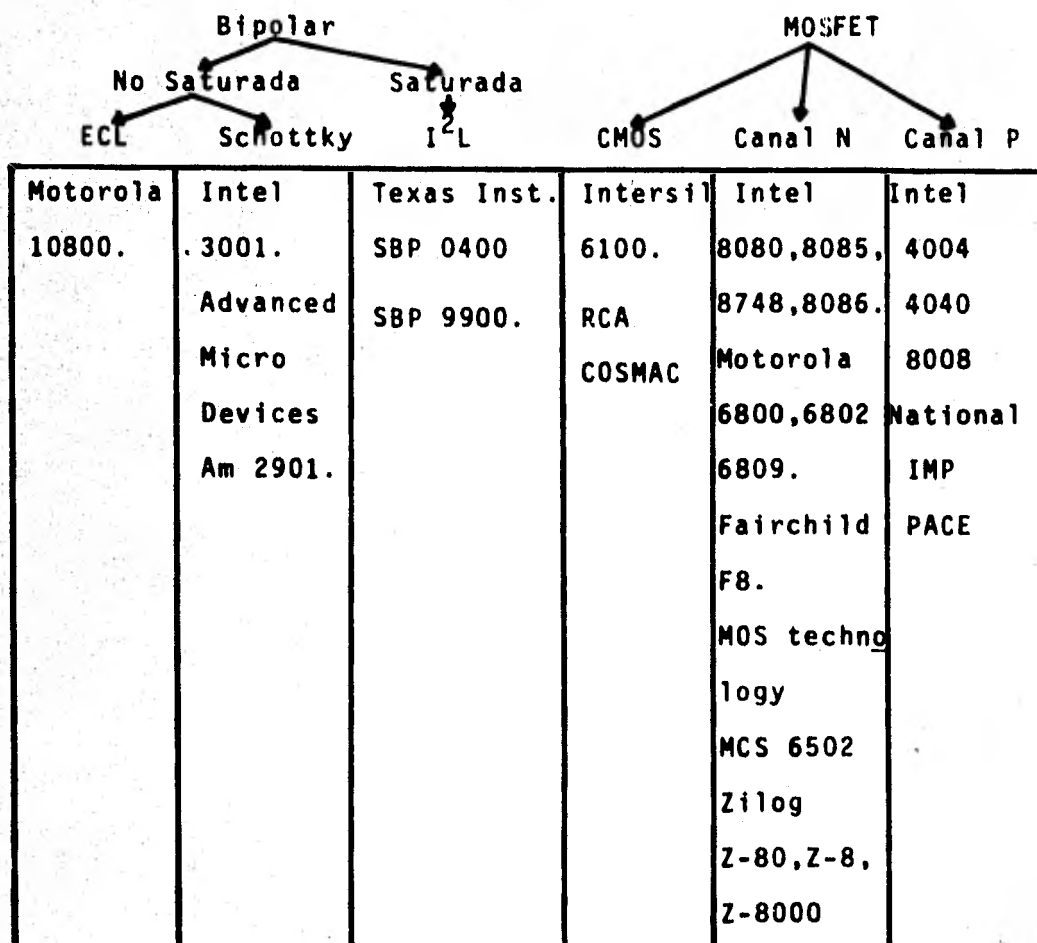 Bipolar
MOSFET
No Saturada
Saturada
ECL
Schottky
I²L
CMOS
Canal N
Canal P
Motorola
10800.
Intel
3001.
Advanced
Micro
Devices
Am 2901.
Texas Inst.
SBP 0400
SBP 9900.
Intersil
6100.
RCA
COSMAC
Intel
8080,8085,
8748,8086.
Motorola
6800,6802
6809.
Fairchild
F8.
MOS techno
logy
MCS 6502
Zilog
Z-80,Z-8,
Z-8000
Intel
4004
4040
8008
National
IMP
PACE